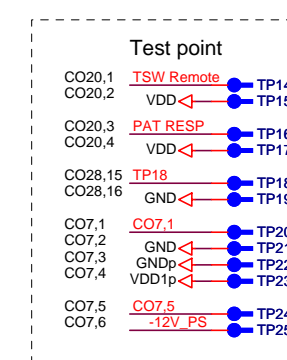 Test point
CO20,1 TSW Remote TP14
CO20,2 VDD TP15
CO20,3 PAT RESP TP16
CO20,4 VDD TP17
CO28,15 TP18 TP18
CO28,16 GND TP19
CO7,1 CO7,1 TP20
CO7,2 GND TP21
CO7,3 GNDp TP22
CO7,4 VDD1p TP23
CO7,5 CO7,5 TP24
CO7,6 -12V_PS TP25